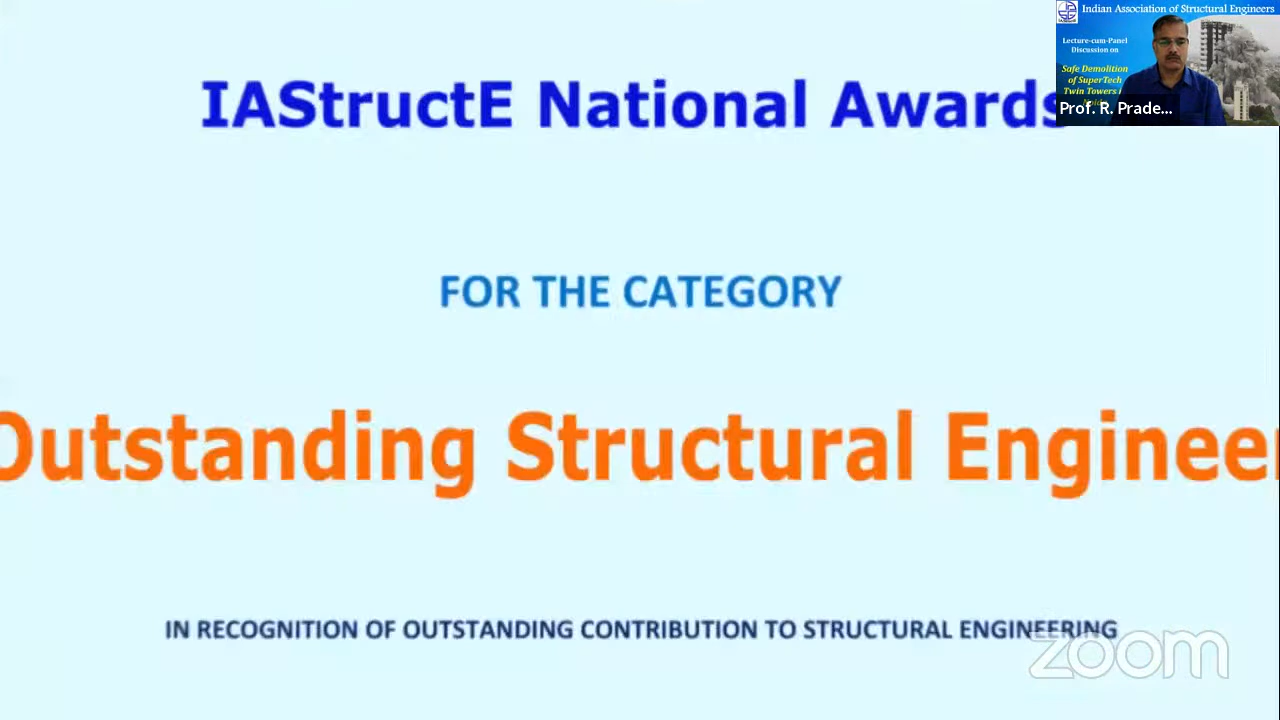 Indian Association of Structural Engineers
Lecture-cum-Panel
Discussion on
Safe Demolition
of SuperTech
Twin Towers
Prof. R. Prade...
IAStructE National Awards
FOR THE CATEGORY
Outstanding Structural Engineer
IN RECOGNITION OF OUTSTANDING CONTRIBUTION TO STRUCTURAL ENGINEERING
zoom